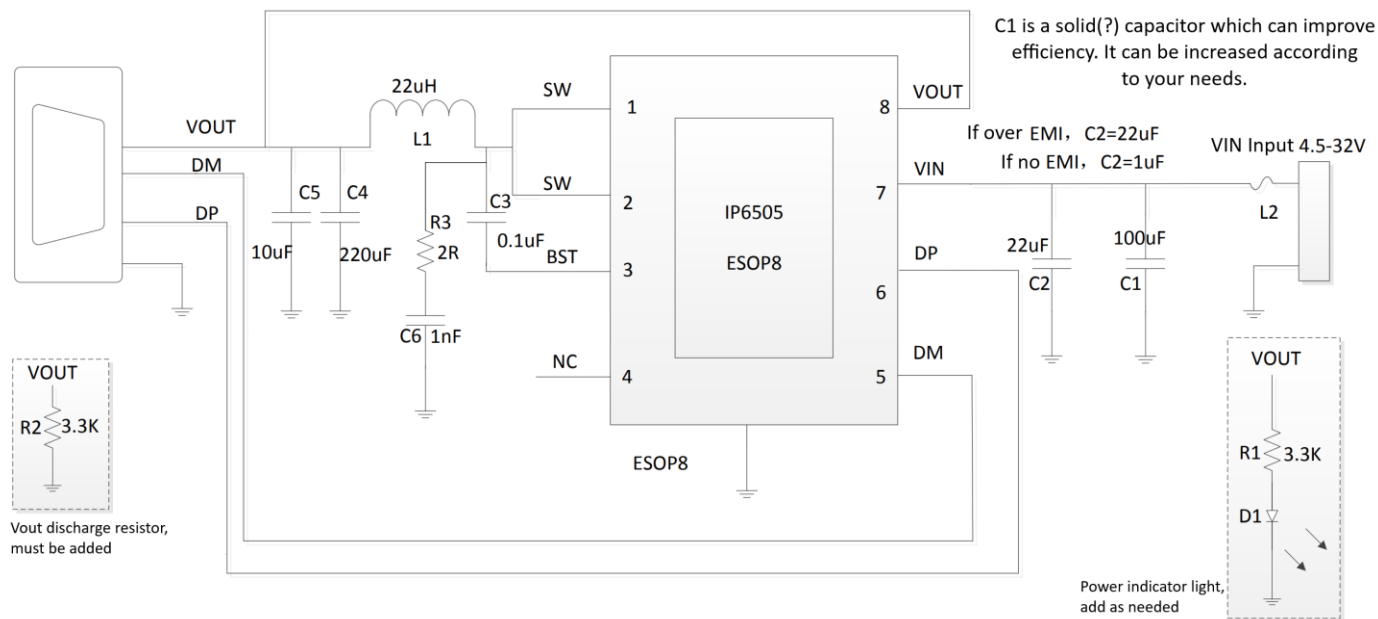 C1 is a solid(?) capacitor which can improve
efficiency. It can be increased according
to your needs.
22uH
SW
1
8
VOUT
VOUT
L1
If over EMI，C2=22uF
If no EMI，C2=1uF
VIN Input 4.5-32V
DM
SW
VIN
C5
C4
2
7
DP
R3
C3
IP6505
L2
10uF
220uF
2R
0.1uF
BST
3
ESOP8
DP
6
22uF
100uF
C2
C1
C6
1nF
NC
4
DM
5
VOUT
R2
3.3K
ESOP8
VOUT
R1
3.3K
D1
Vout discharge resistor,
must be added
Power indicator light,
add as needed